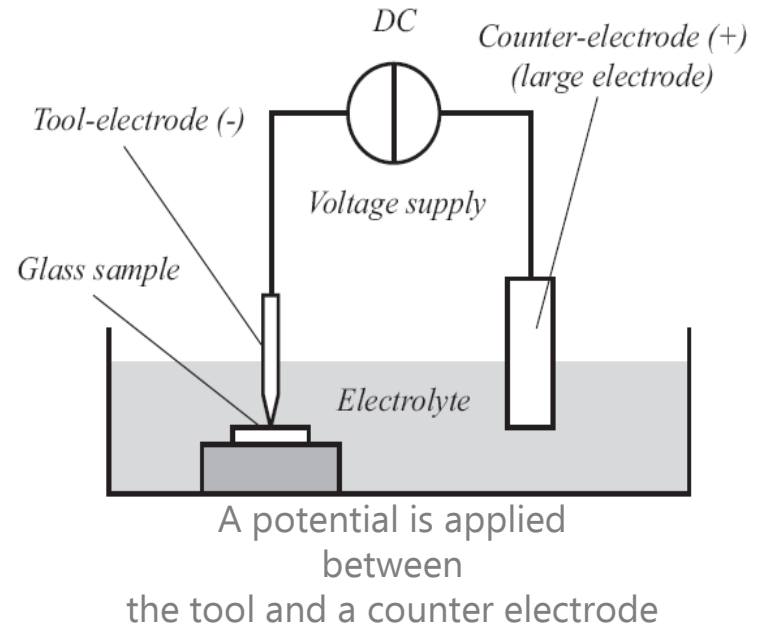 DC
Counter-electrode (+)
(large electrode)
Tool-electrode (-)
Voltage supply
Glass sample
Electrolyte
A potential is applied
between
the tool and a counter electrode